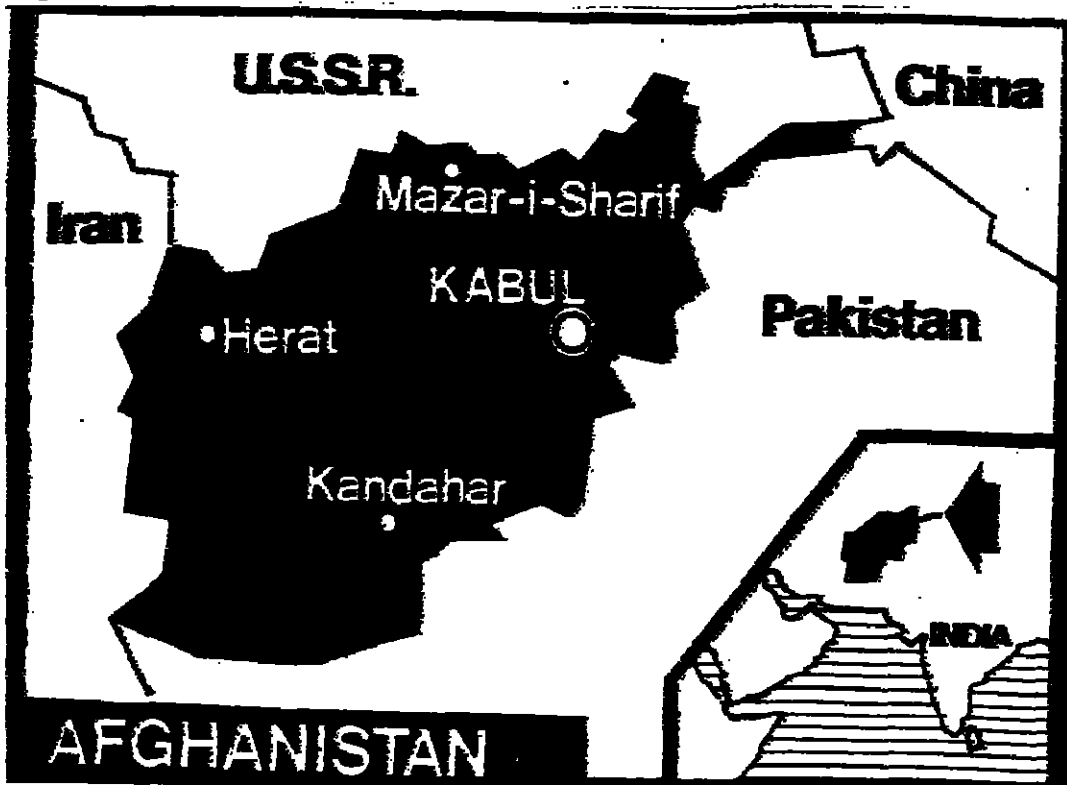 U.S.S.R.
China
Mazar-i-Sharif
Iran
KABUL
Pakistan
Herat
Kandahar
INDIA
AFGHANISTAN